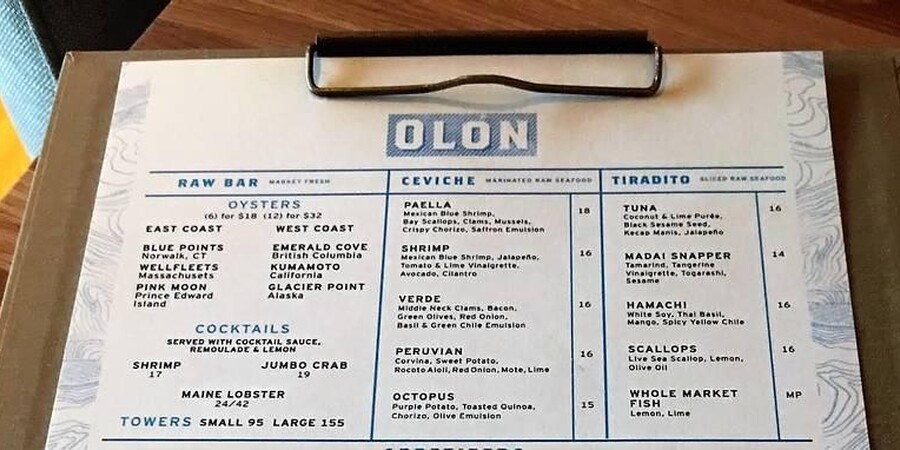 OLÓN
RAW BAR MARKET FRESH
OYSTERS
(6) for $18 (12) for $32
EAST COAST WEST COAST
BLUE POINTS EMERALD COVE
Norwalk, CT British Columbia
WELLFLEETS KUMAMOTO
Massachusetts California
PINK MOON GLACIER POINT
Prince Edward Alaska
Island
COCKTAILS
SERVED WITH COCKTAIL SAUCE,
REMOULADE & LEMON
SHRIMP JUMBO CRAB
17 19
MAINE LOBSTER
24/42
TOWERS SMALL 95 LARGE 155
CEVICHE MARINATED RAW SEAFOOD
PAELLA 18
Mexican Blue Shrimp,
Bay Scallops, Clams, Mussels,
Crispy Chorizo, Saffron Emulsion
SHRIMP 16
Mexican Blue Shrimp, Jalapeño,
Tomato & Lime Vinaigrette,
Avocado, Cilantro
VERDE 16
Middle Neck Clams, Bacon,
Green Olives, Red Onion,
Basil & Green Chile Emulsion
PERUVIAN 16
Corvina, Sweet Potato,
Rocoto Aioli, Red Onion, Mote, Lime
OCTOPUS 15
Purple Potato, Toasted Quinoa,
Chorizo, Olive Emulsion
TIRADITO SLICED RAW SEAFOOD
TUNA 16
Coconut & Lime Purée,
Black Sesame Seed,
Kecap Manis, Jalapeño
MADAI SNAPPER 14
Tamarind, Tangerine
Vinaigrette, Togarashi,
Sesame
HAMACHI 16
White Soy, Thai Basil,
Mango, Spicy Yellow Chile
SCALLOPS 16
Live Sea Scallop, Lemon,
Olive Oil
WHOLE MARKET MP
FISH
Lemon, Lime